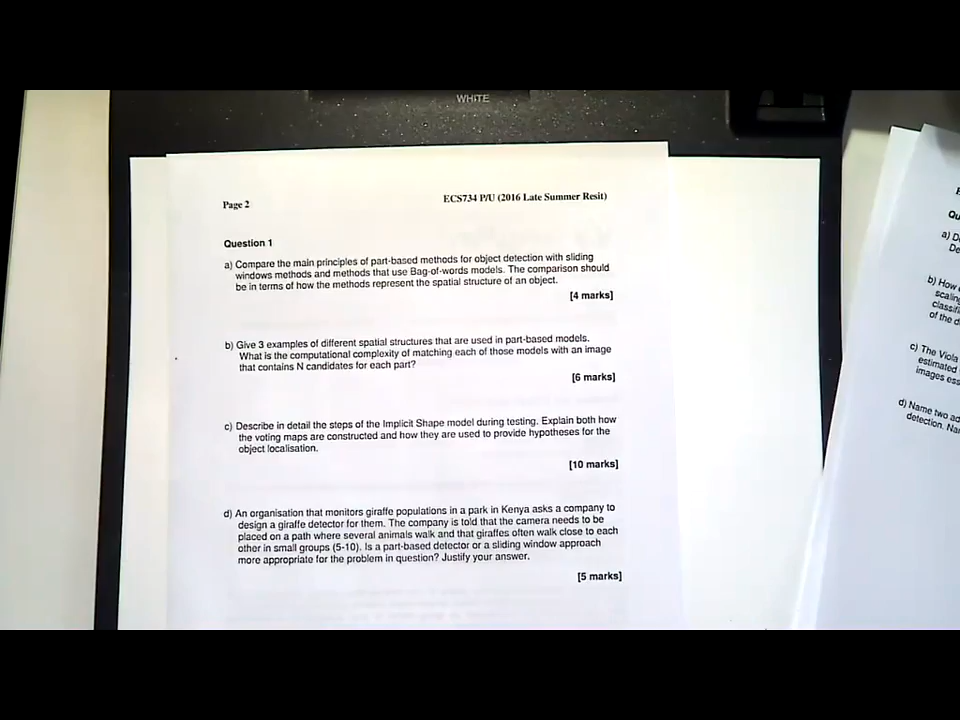 WHITE
Page 2
ECS734 P/U (2016 Late Summer Resit)
Question 1
a) Compare the main principles of part-based methods for object detection with sliding
windows methods and methods that use Bag-of-words models. The comparison should
be in terms of how the methods represent the spatial structure of an object.
[4 marks]
b) Give 3 examples of different spatial structures that are used in part-based models.
What is the computational complexity of matching each of those models with an image
that contains N candidates for each part?
[6 marks]
c) Describe in detail the steps of the Implicit Shape model during testing. Explain both how
the voting maps are constructed and how they are used to provide hypotheses for the
object localisation.
[10 marks]
d) An organisation that monitors giraffe populations in a park in Kenya asks a company to
design a giraffe detector for them. The company is told that the camera needs to be
placed on a path where several animals walk and that giraffes often walk close to each
other in small groups (5-10). Is a part-based detector or a sliding window approach
more appropriate for the problem in question? Justify your answer.
[5 marks]
a)
b) How
of the
c) The Viola
estimated
images
d) Name two
detection.